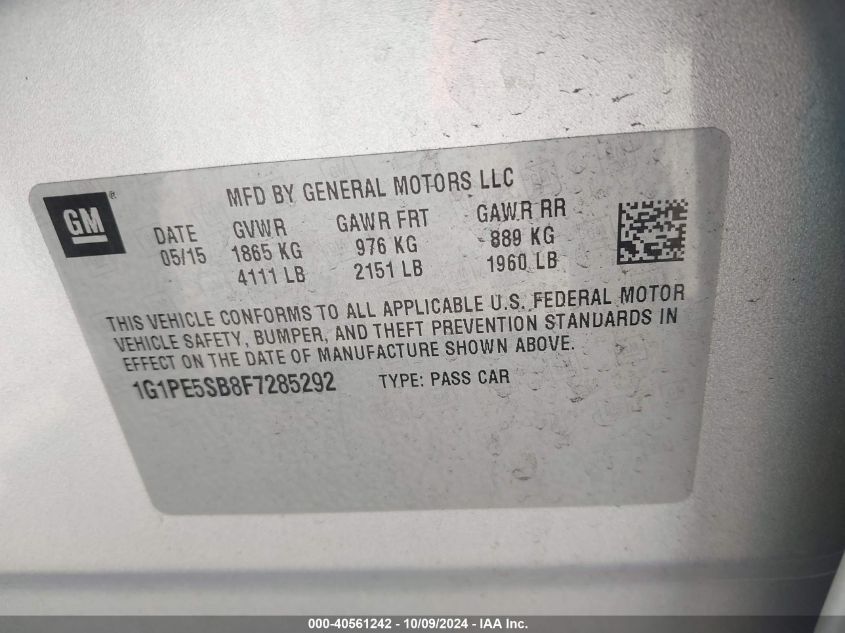 GM®
MFD BY GENERAL MOTORS LLC
DATE GVWR GAWR FRT GAWR RR
05/15 1865 KG 976 KG 889 KG
4111 LB 2151 LB 1960 LB
THIS VEHICLE CONFORMS TO ALL APPLICABLE U.S. FEDERAL MOTOR
VEHICLE SAFETY, BUMPER, AND THEFT PREVENTION STANDARDS IN
EFFECT ON THE DATE OF MANUFACTURE SHOWN ABOVE.
1G1PE5SB8F7285292 TYPE: PASS CAR
000-40561242 - 10/09/2024 - IAA Inc.